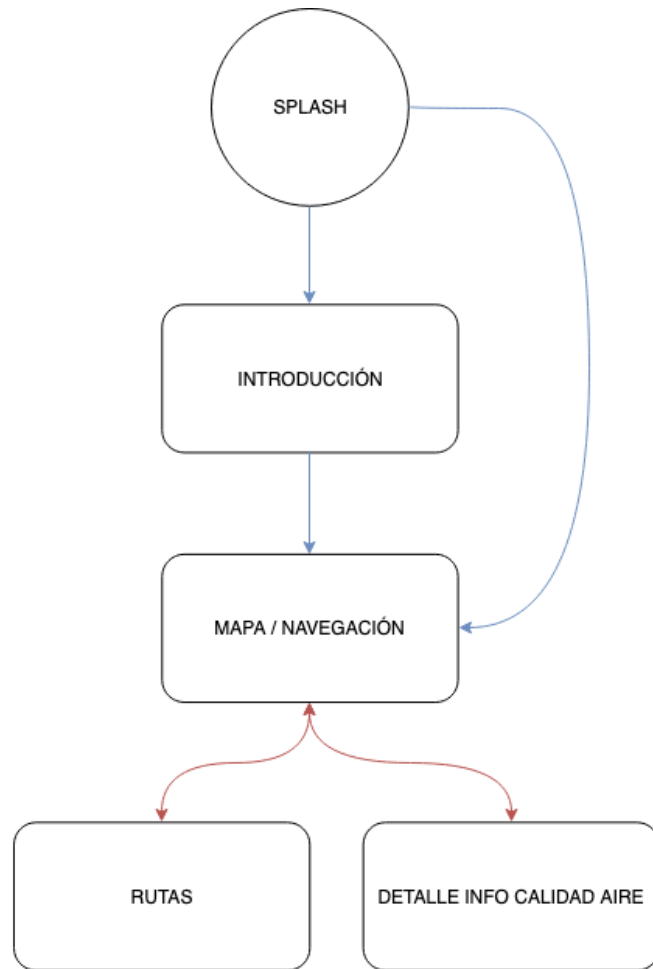 SPLASH
INTRODUCCIÓN
MAPA / NAVEGACIÓN
RUTAS
DETALLE INFO CALIDAD AIRE